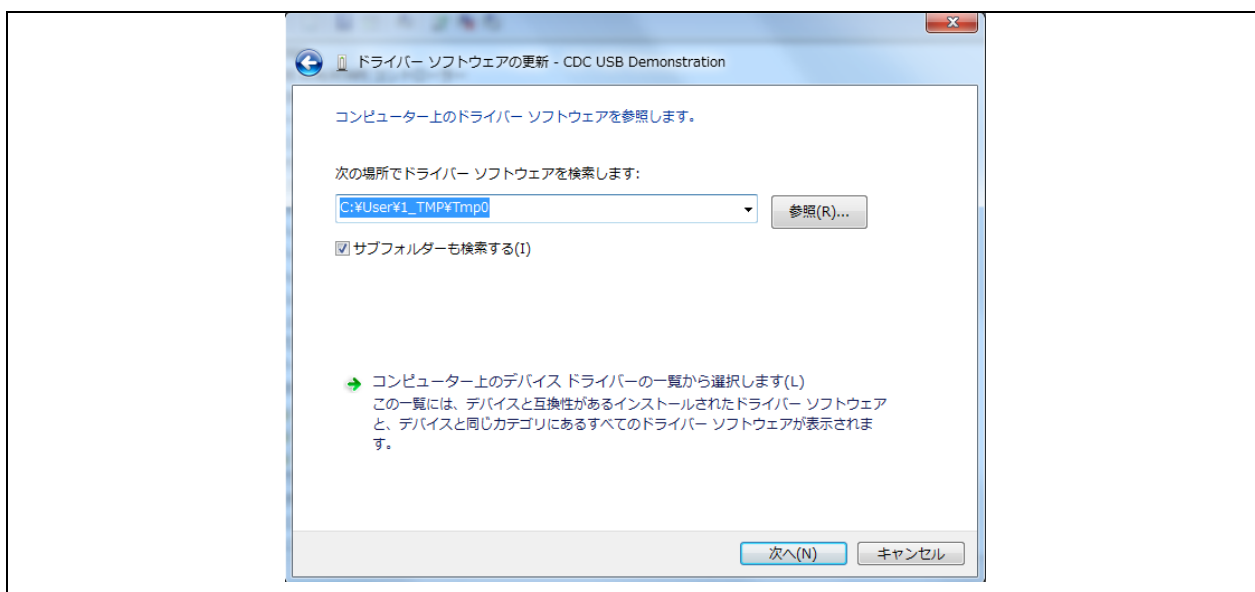 ドライバー ソフトウェアの更新 - CDC USB Demonstration
コンピューター上のドライバー ソフトウェアを参照します。
次の場所でドライバー ソフトウェアを検索します:
C:¥User¥1_TMP¥Tmp0
参照(R)...
サブフォルダーも検索する(I)
コンピューター上のデバイス ドライバーの一覧から選択します(L)
この一覧には、デバイスと互換性があるインストールされたドライバー ソフトウェア
と、デバイスと同じカテゴリにあるすべてのドライバー ソフトウェアが表示されま
す。
次へ(N)
キャンセル